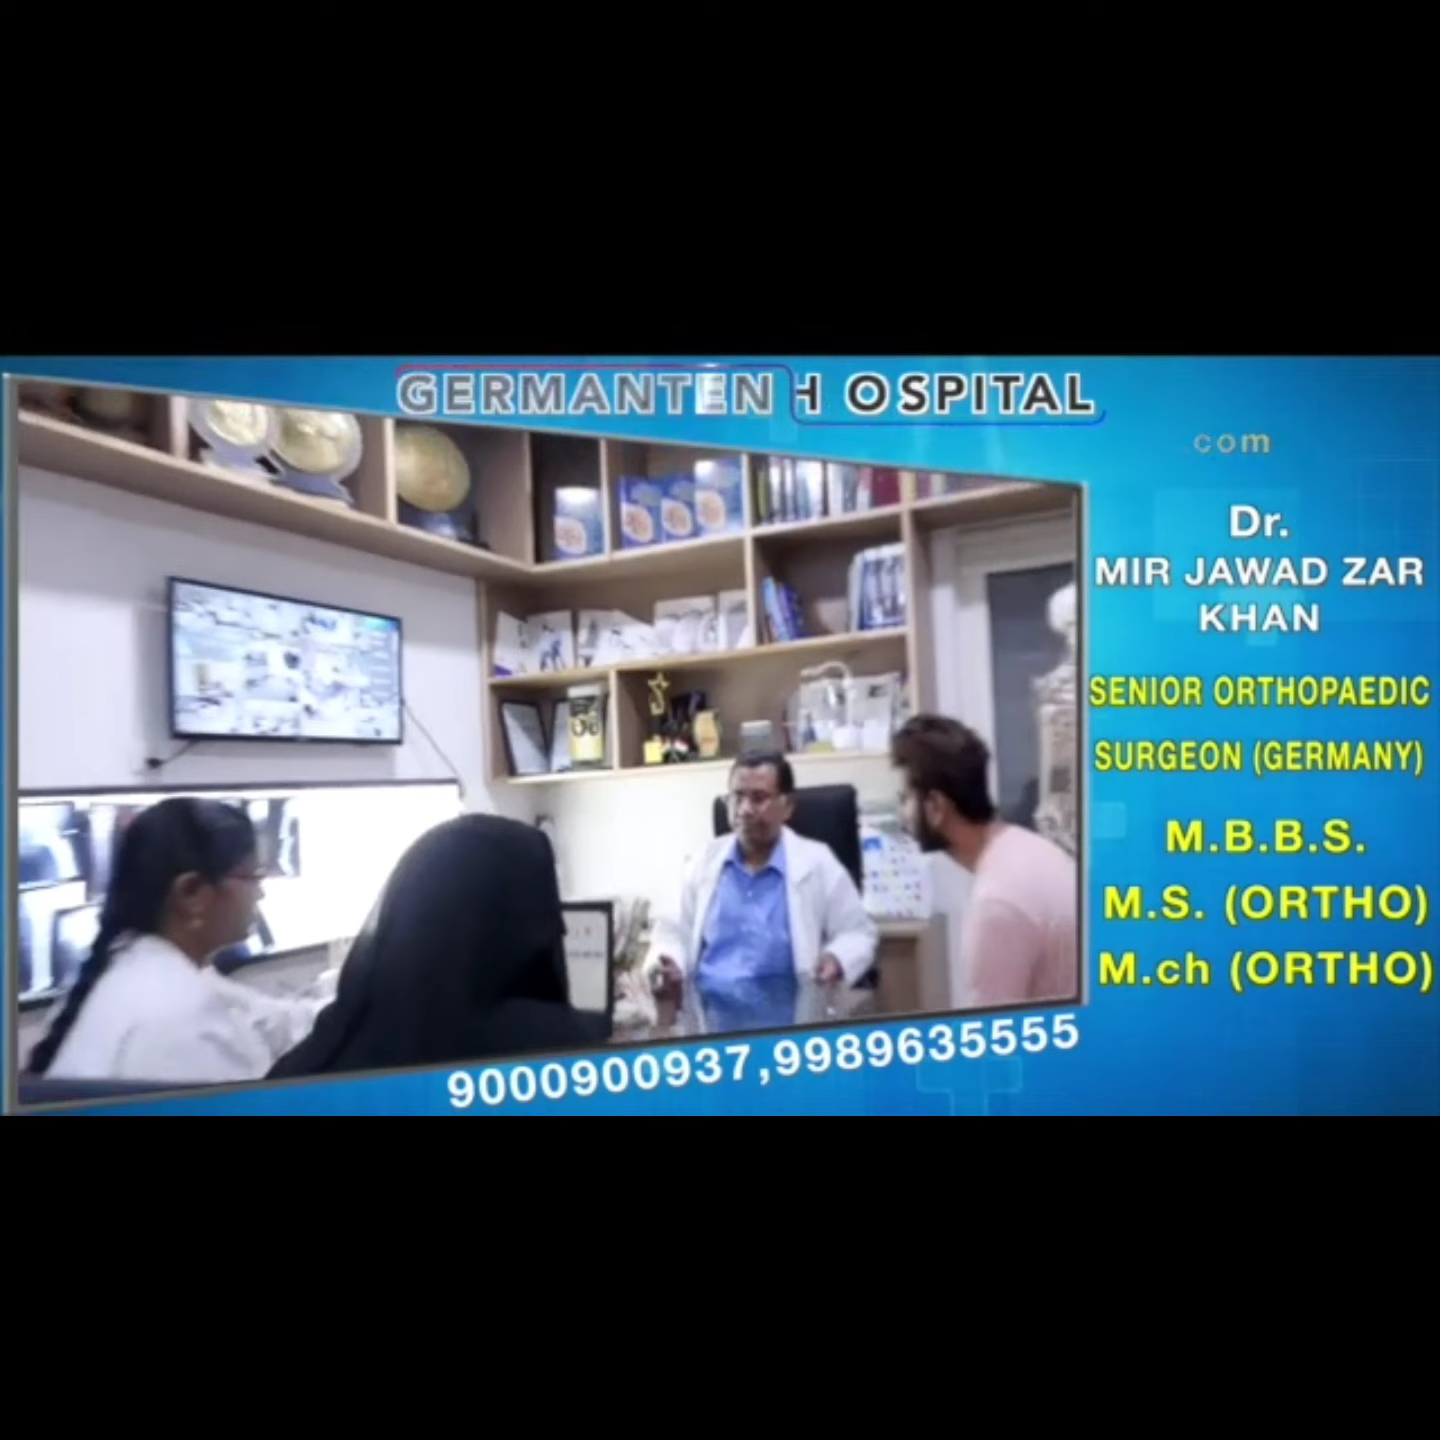 GERMANTEN H OSPITAL
com
Dr.
MIR JAWAD ZAR
KHAN
SENIOR ORTHOPAEDIC
SURGEON (GERMANY)
M.B.B.S.
M.S. (ORTHO)
M.ch (ORTHO)
9000900937,9989635555